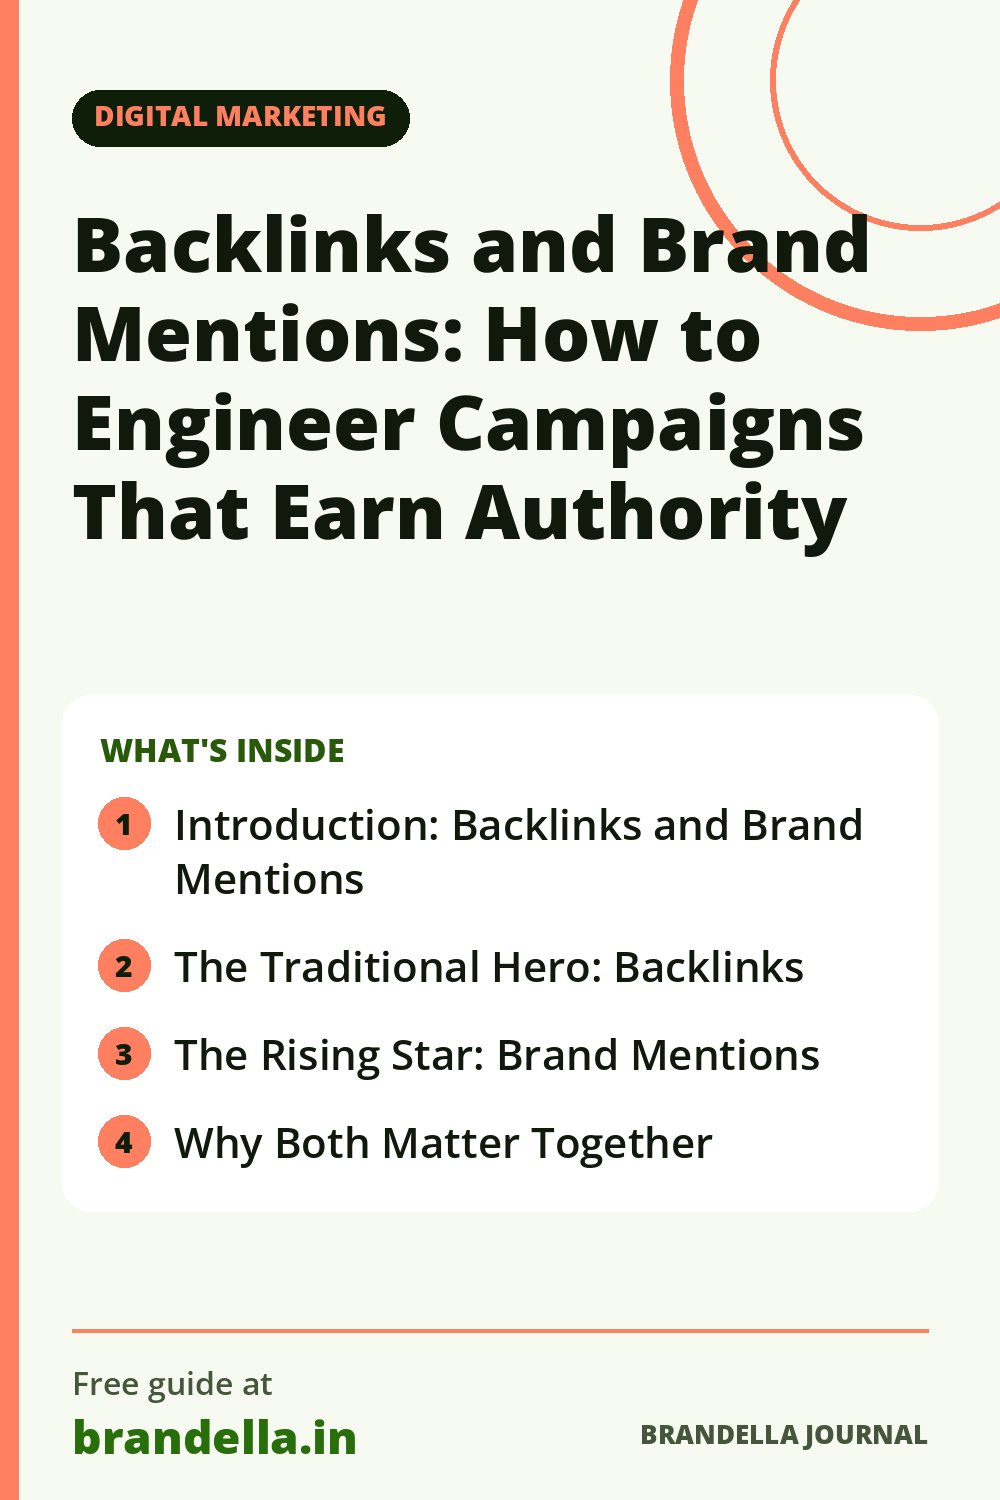 DIGITAL MARKETING
Backlinks and Brand
Mentions: How to
Engineer Campaigns
That Earn Authority
WHAT'S INSIDE
1 Introduction: Backlinks and Brand
Mentions
2 The Traditional Hero: Backlinks
3 The Rising Star: Brand Mentions
4 Why Both Matter Together
Free guide at
brandella.in
BRANDELLA JOURNAL